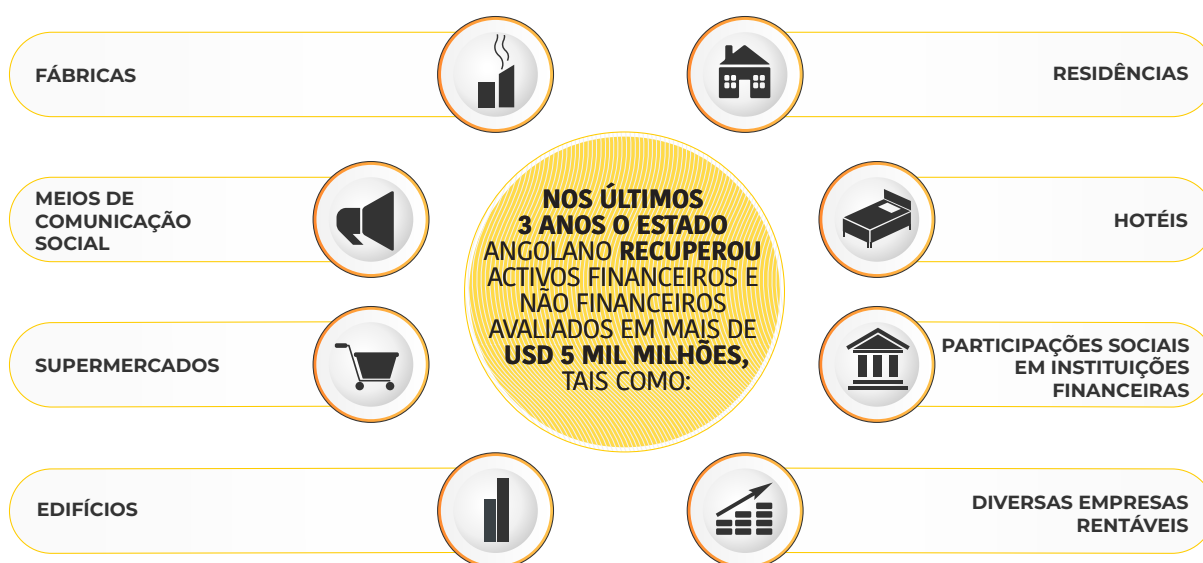 FÁBRICAS
RESIDÊNCIAS
MEIOS DE
COMUNICAÇÃO
SOCIAL
HOTÉIS
NOS ÚLTIMOS
3 ANOS O ESTADO
ANGOLANO RECUPEROU
ACTIVOS FINANCEIROS E
NÃO FINANCEIROS
AVALIADOS EM MAIS DE
USD 5 MIL MILHÕES,
TAIS COMO:
SUPERMERCADOS
PARTICIPAÇÕES SOCIAIS
EM INSTITUIÇÕES
FINANCEIRAS
EDIFÍCIOS
DIVERSAS EMPRESAS
RENTÁVEIS